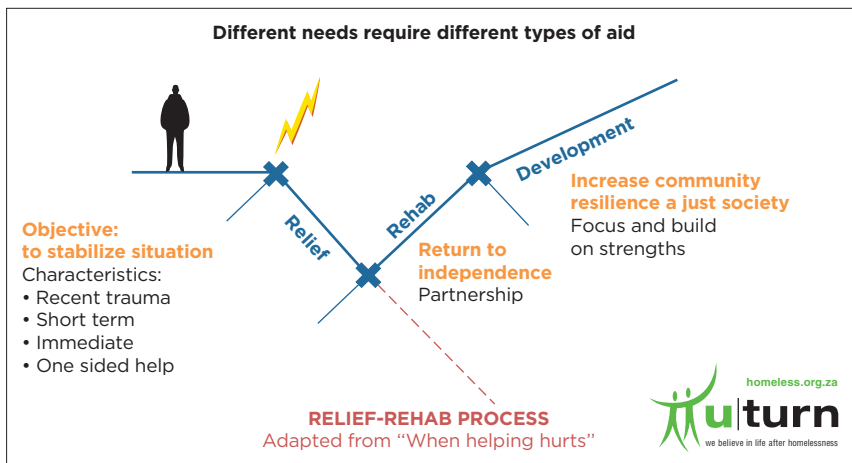 Different needs require different types of aid
Relief
Rehab
Development
Objective:
to stabilize situation
Characteristics:
• Recent trauma
• Short term
• Immediate
• One sided help
Return to
independence
Partnership
Increase community
resilience a just society
Focus and build
on strengths
RELIEF-REHAB PROCESS
Adapted from “When helping hurts”
homeless.org.za
u|turn
we believe in life after homelessness